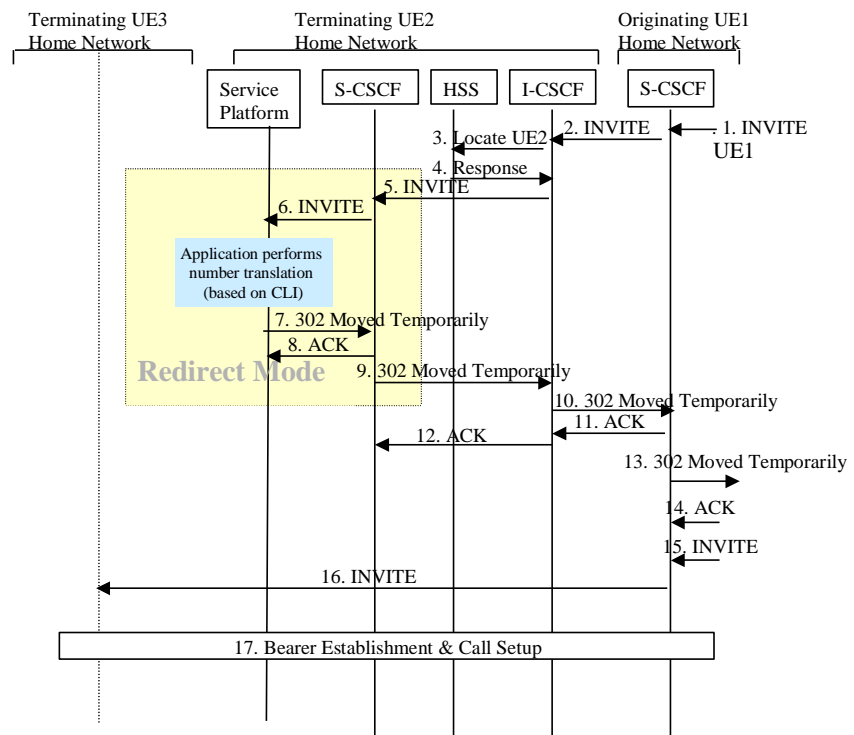 Terminating UE3
Home Network
Terminating UE2
Home Network
Originating UE1
Home Network
Service
Platform
S-CSCF
HSS
I-CSCF
S-CSCF
1. INVITE
UE1
2. INVITE
3. Locate UE2
4. Response
5. INVITE
6. INVITE
Application performs
number translation
(based on CLI)
7. 302 Moved Temporarily
8. ACK
Redirect Mode
9. 302 Moved Temporarily
10. 302 Moved Temporarily
11. ACK
12. ACK
13. 302 Moved Temporarily
14. ACK
15. INVITE
16. INVITE
17. Bearer Establishment & Call Setup